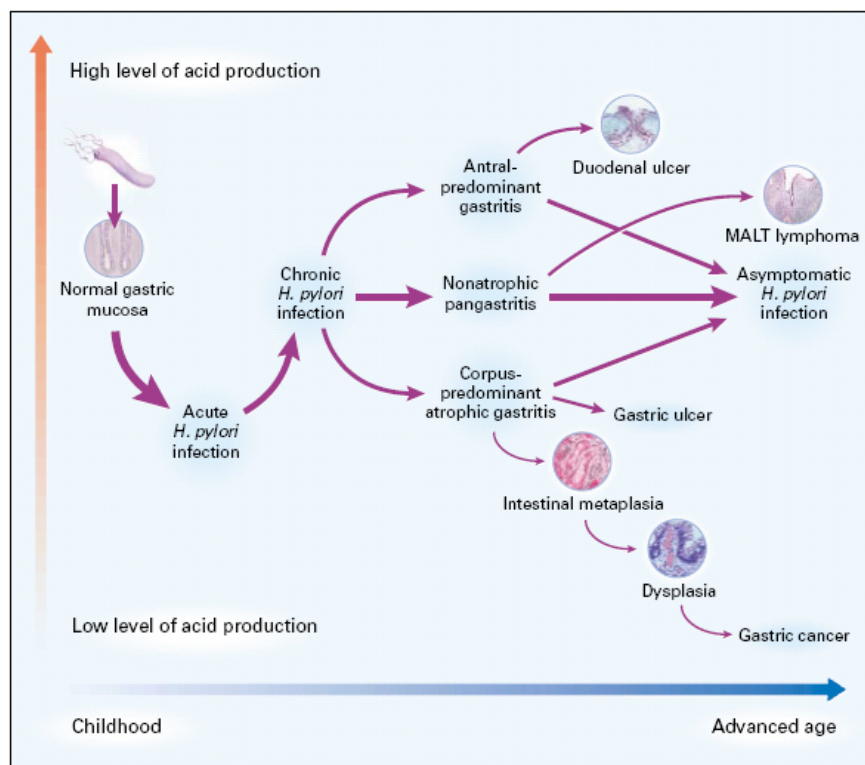 High level of acid production
Normal gastric
mucosa
Acute
H. pylori
infection
Chronic
H. pylori
infection
Antral-
predominant
gastritis
Duodenal ulcer
MALT lymphoma
Nonatrophic
pangastritis
Asymptomatic
H. pylori
infection
Corpus-
predominant
atrophic gastritis
Gastric ulcer
Intestinal metaplasia
Dysplasia
Gastric cancer
Low level of acid production
Childhood
Advanced age